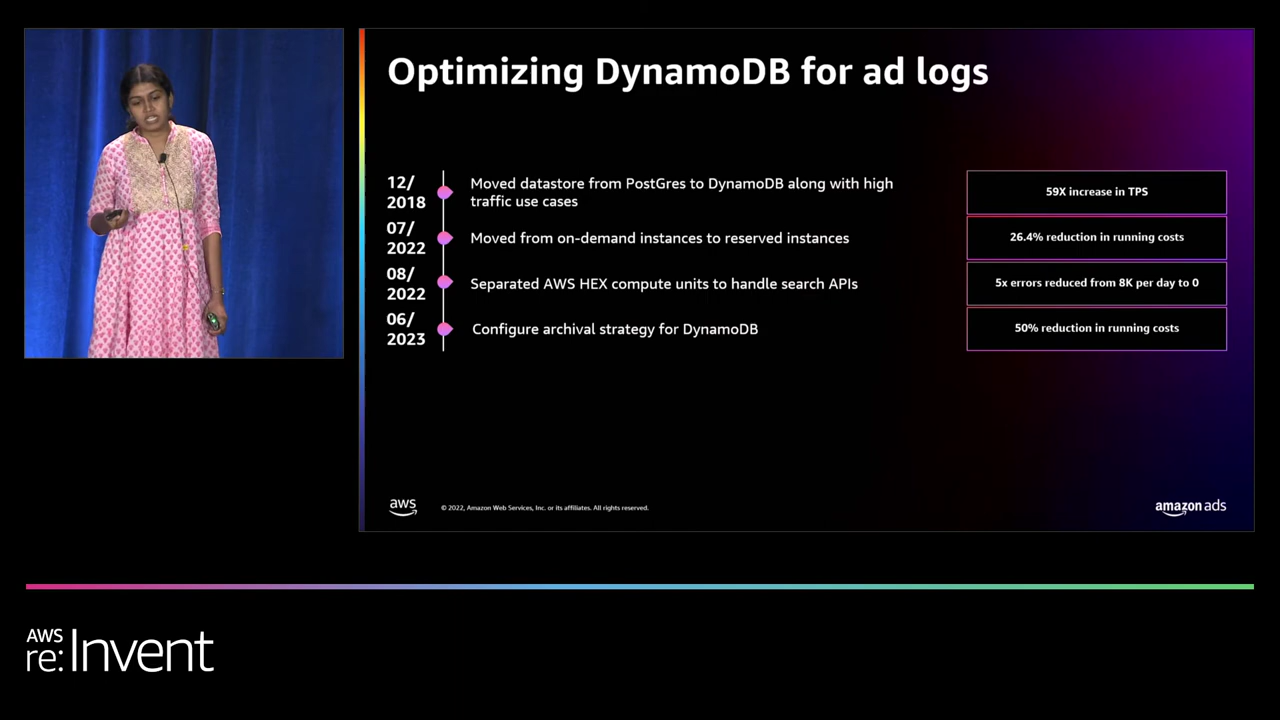 Optimizing DynamoDB for ad logs
12/
2018
Moved datastore from PostGres to DynamoDB along with high
traffic use cases
59X increase in TPS
07/
2022
Moved from on-demand instances to reserved instances
26.4% reduction in running costs
08/
2022
Separated AWS HEX compute units to handle search APIs
5x errors reduced from 8K per day to 0
06/
2023
Configure archival strategy for DynamoDB
50% reduction in running costs
aws
© 2022, Amazon Web Services, Inc. or its affiliates. All rights reserved.
amazon ads
AWS
re:Invent